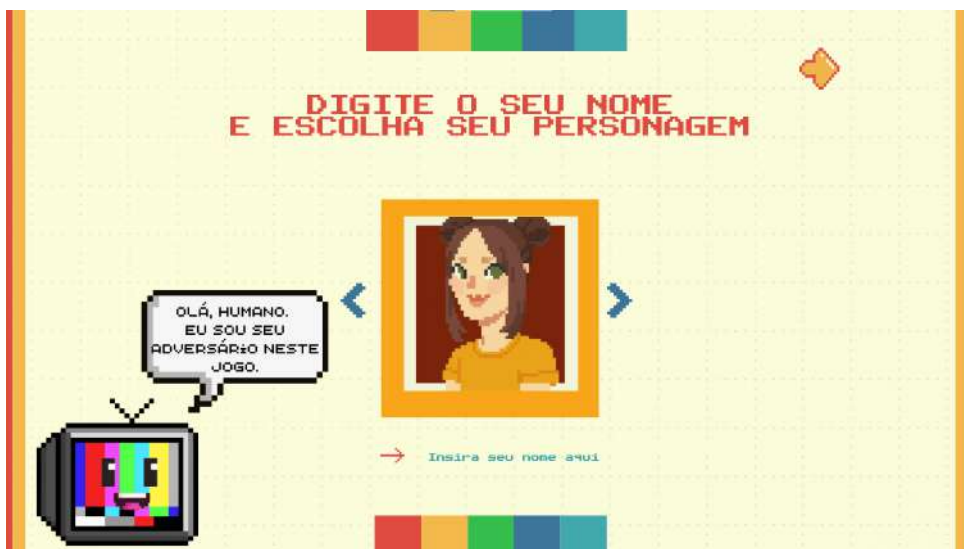 DIGITE O SEU NOME
E ESCOLHA SEU PERSONAGEM
OLÁ, HUMANO.
EU SOU SEU
ADVERSÁRIO NESTE
JOGO.
Insira seu nome aqui